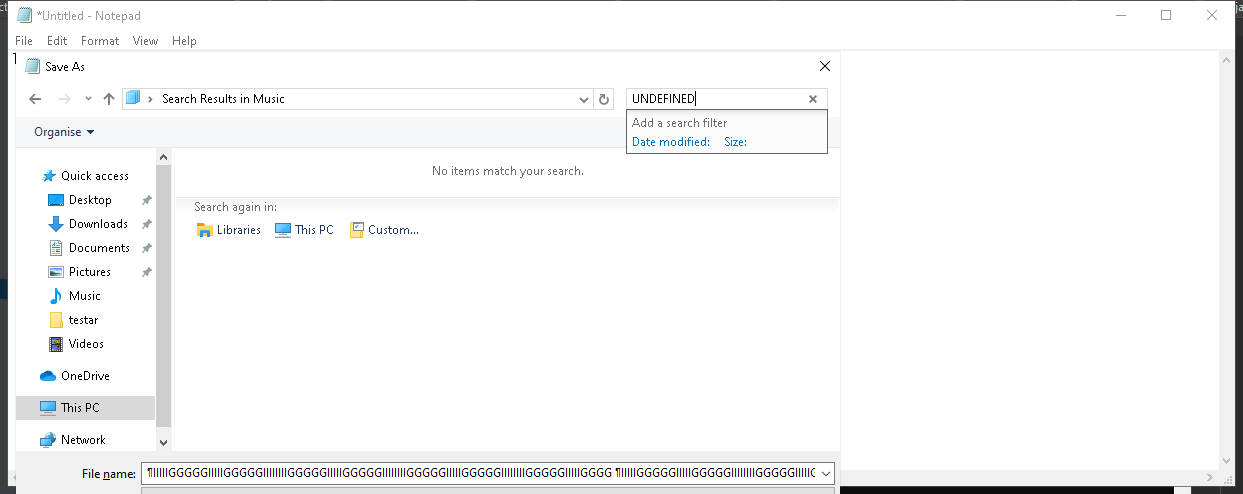 *Untitled - Notepad
File Edit Format View Help
Save As
Search Results in Music
UNDEFINED
Add a search filter
Date modified: Size:
Organise
No items match your search.
Search again in:
Libraries This PC Custom...
Quick access
Desktop
Downloads
Documents
Pictures
Music
testar
Videos
OneDrive
This PC
Network
File name: